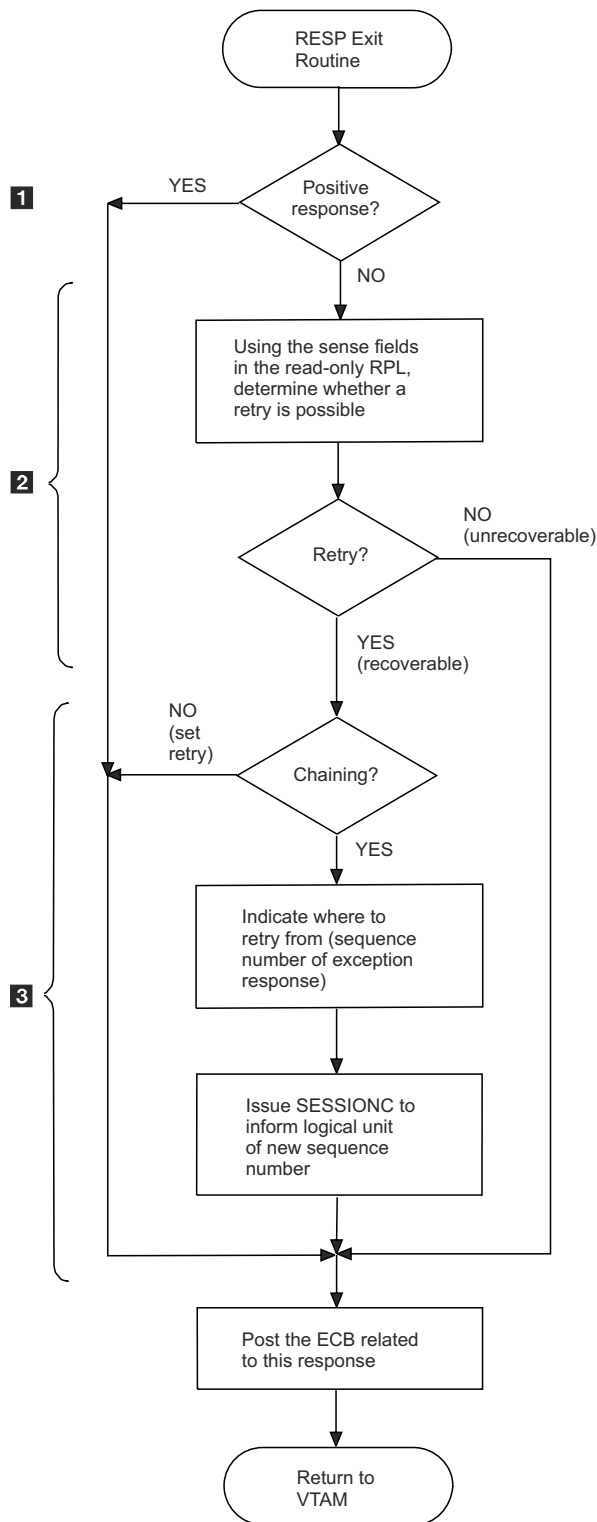 RESP Exit
Routine
1
YES
Positive
response?
NO
2
Using the sense fields
in the read-only RPL,
determine whether a
retry is possible
Retry?
NO
(unrecoverable)
YES
(recoverable)
3
NO
(set
retry)
Chaining?
YES
Indicate where to
retry from (sequence
number of exception
response)
Issue SESSIONC to
inform logical unit
of new sequence
number
Post the ECB related
to this response
Return to
VTAM